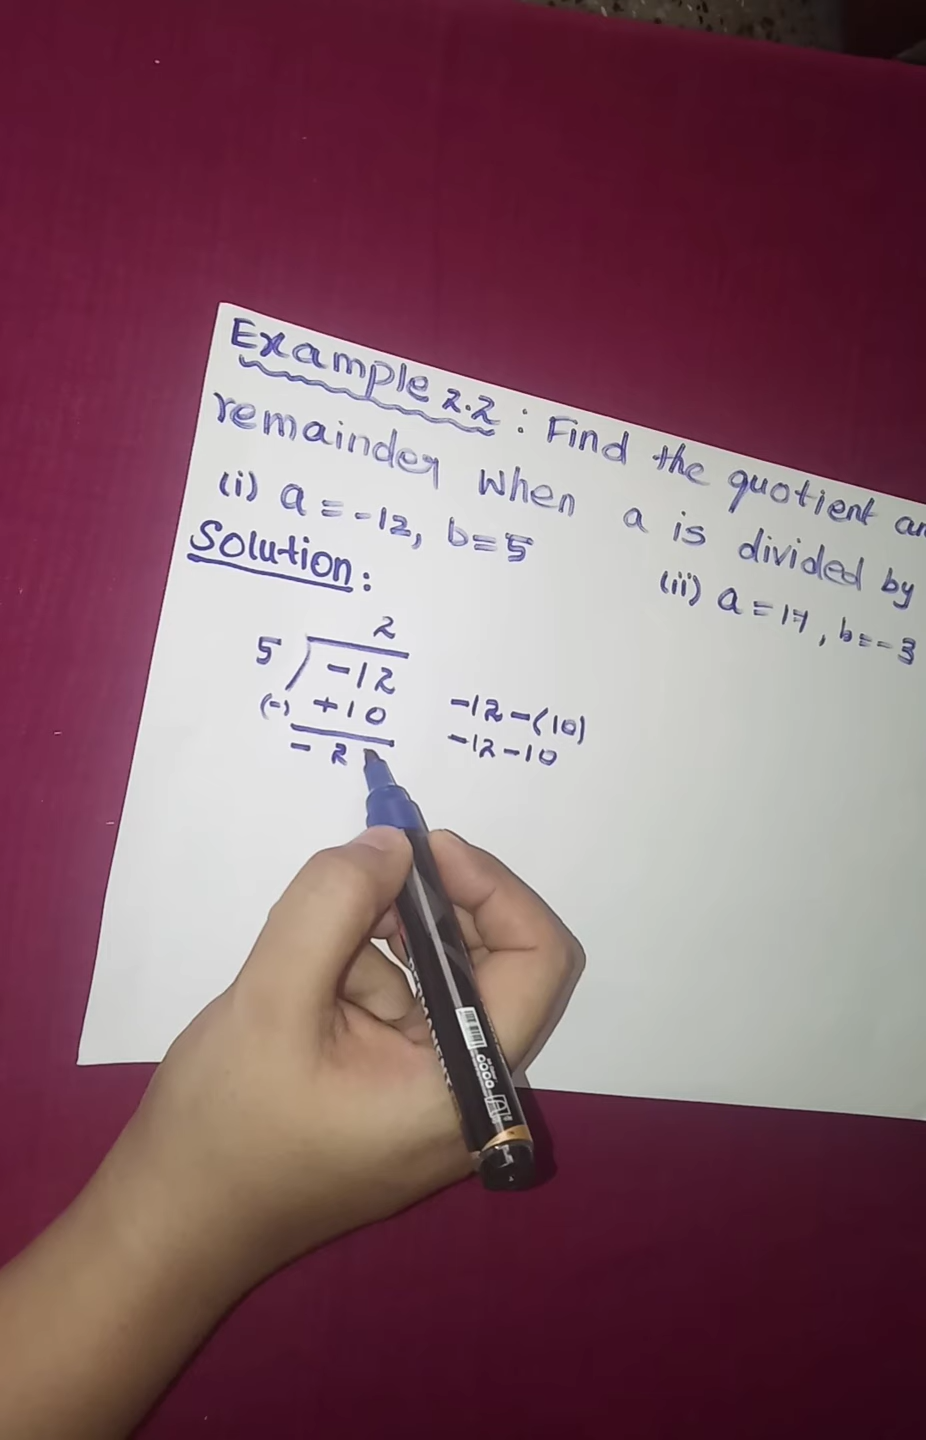 Example 2.2 : Find the quotient an
remainder when a is divided by
(i) a = -12, b = 5 (ii) a = 17, b = -3
Solution:
2
5 -12
(-) +10 -12-(10)
- 2 -12-10